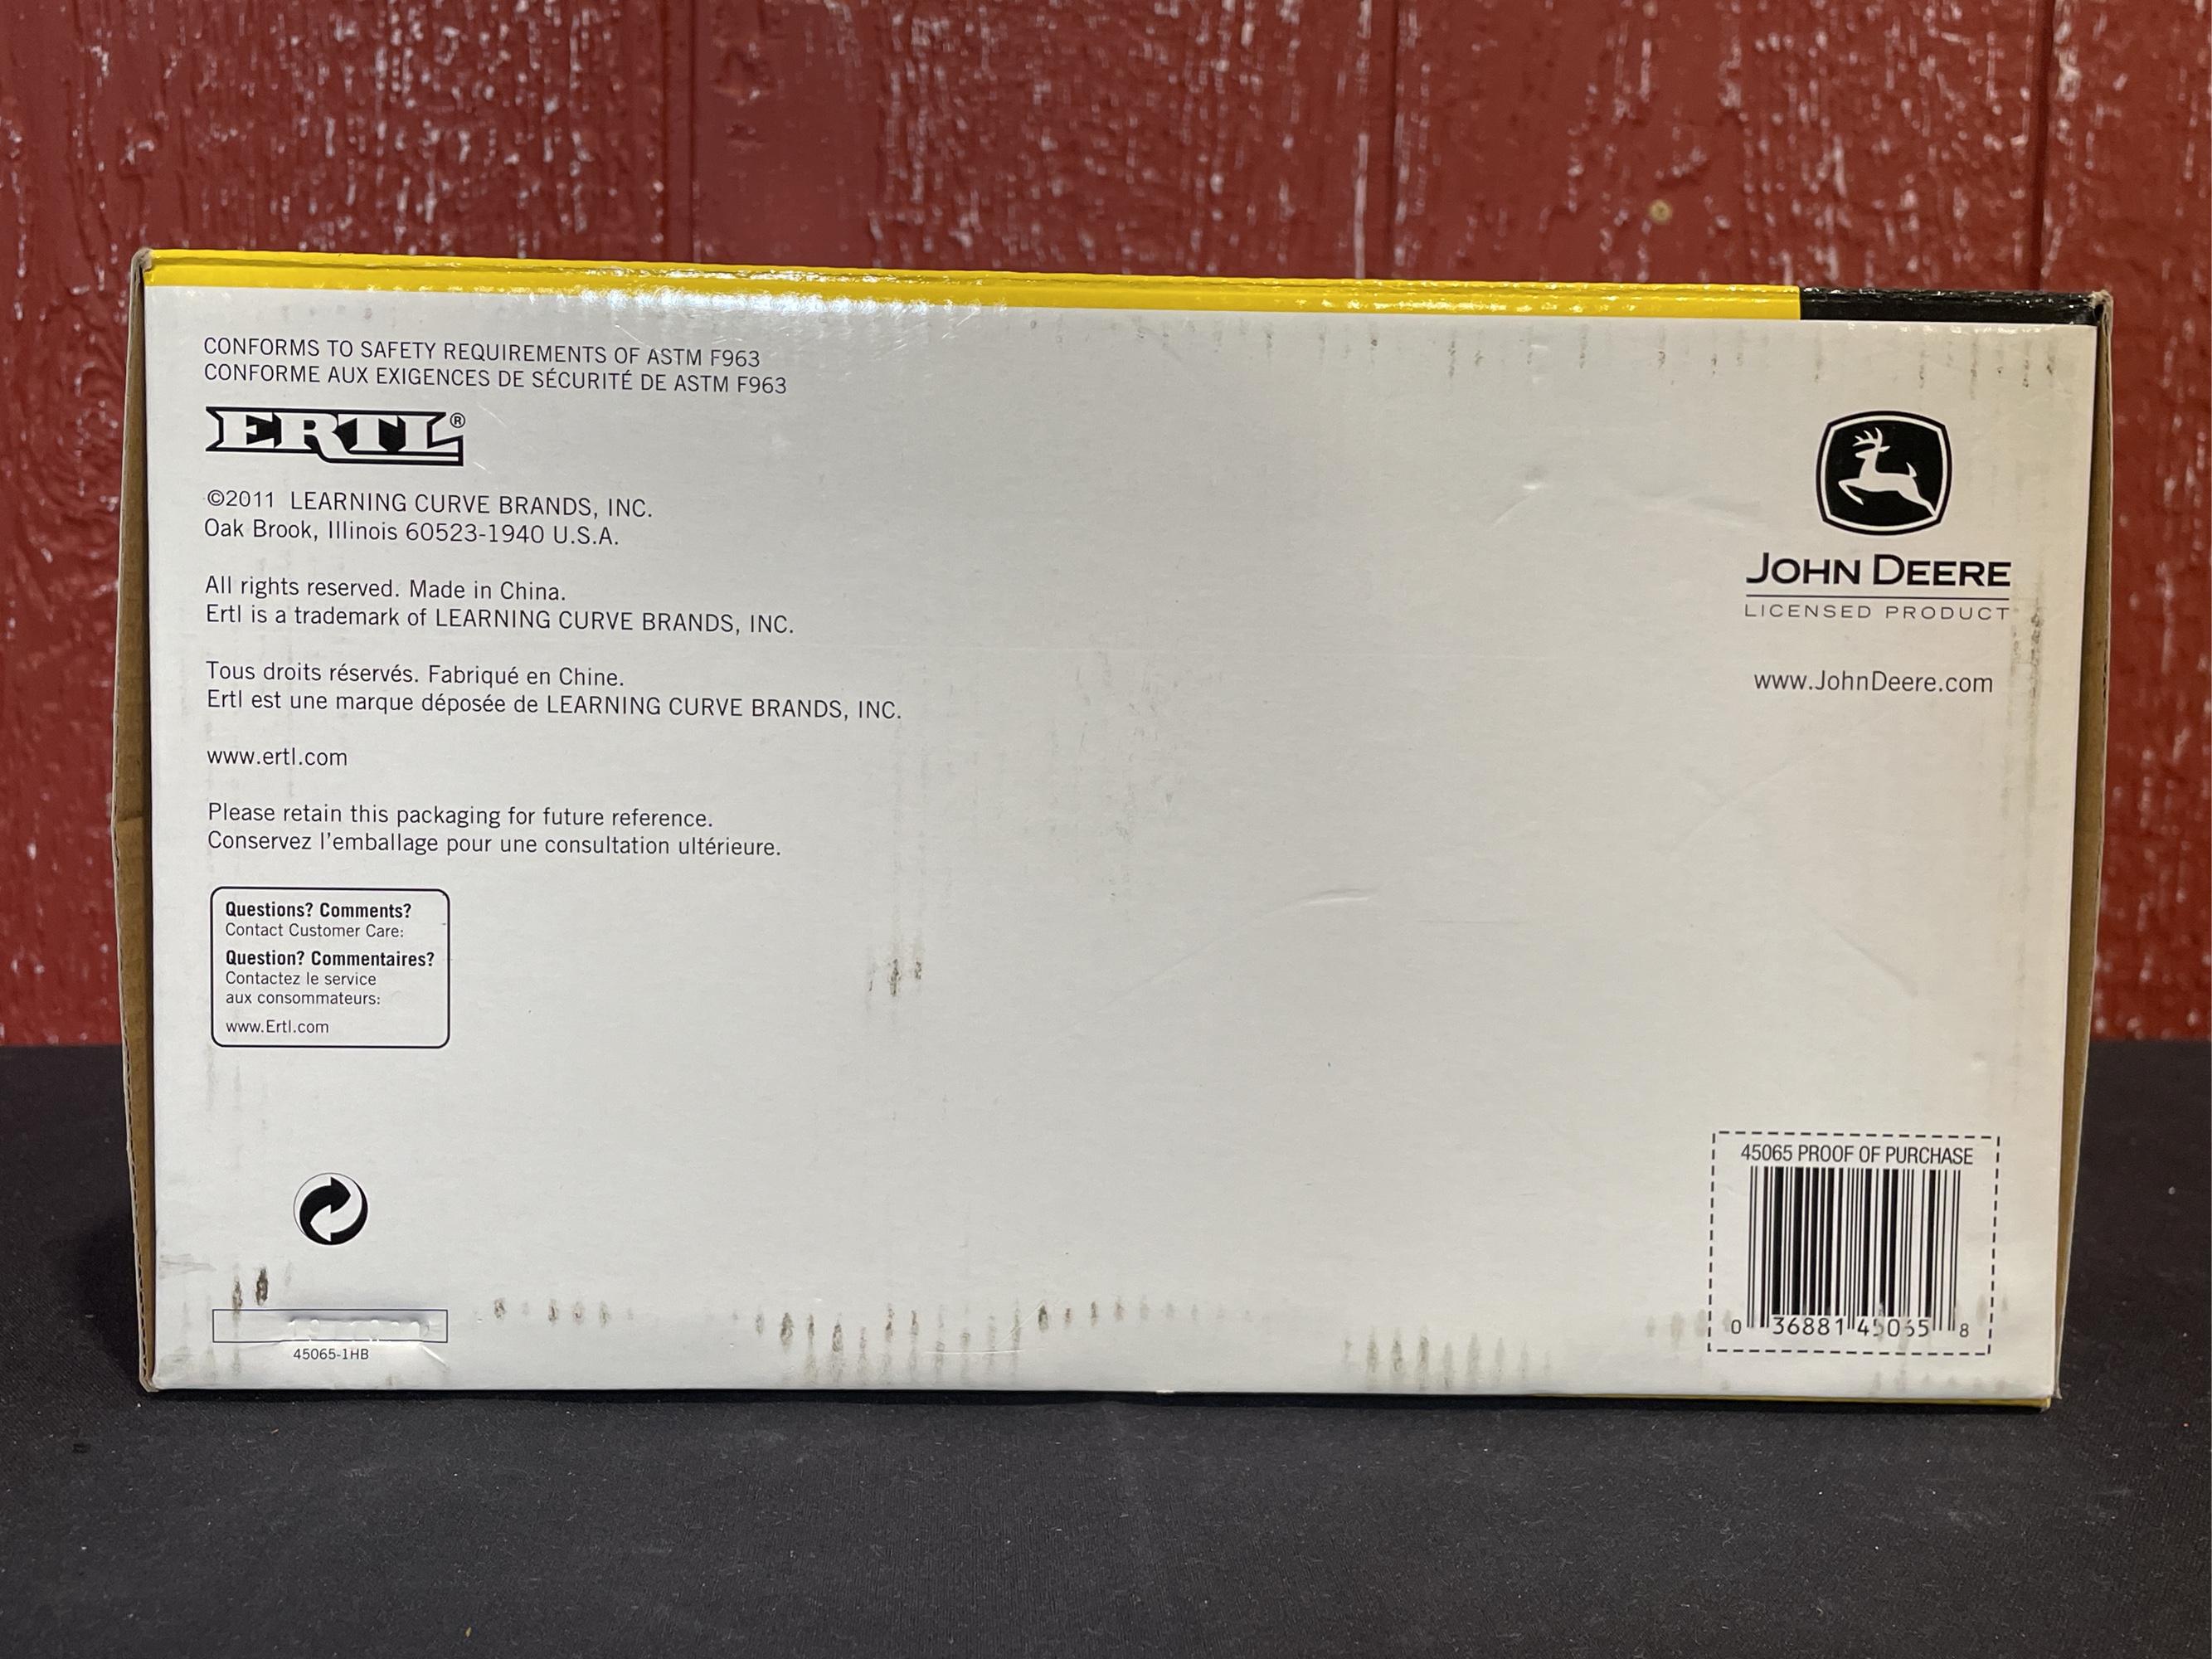 CONFORMS TO SAFETY REQUIREMENTS OF ASTM F963
CONFORME AUX EXIGENCES DE SÉCURITÉ DE ASTM F963
ERTL®
©2011 LEARNING CURVE BRANDS, INC.
Oak Brook, Illinois 60523-1940 U.S.A.
All rights reserved. Made in China.
Ertl is a trademark of LEARNING CURVE BRANDS, INC.
Tous droits réservés. Fabriqué en Chine.
Ertl est une marque déposée de LEARNING CURVE BRANDS, INC.
www.ertl.com
Please retain this packaging for future reference.
Conservez l'emballage pour une consultation ultérieure.
Questions? Comments?
Contact Customer Care:
Question? Commentaires?
Contactez le service
aux consommateurs:
www.Ertl.com
45065-1HB
JOHN DEERE
LICENSED PRODUCT
www.JohnDeere.com
45065 PROOF OF PURCHASE
0 36881 45065 8